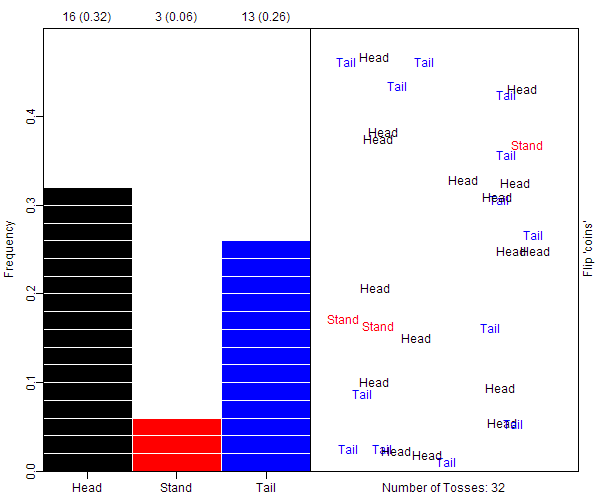 16 (0.32) 3 (0.06) 13 (0.26)
Frequency
0.4
0.3
0.2
0.1
0.0
Head Stand Tail
Tail Head Tail
Tail
Head
Tail
Head
Head
Stand
Tail
Head Head
Head
Tail
Tail
Head Head
Head
Stand
Stand Tail
Head
Head
Tail Head
Head Tail
Tail Tail Head
Head
Tail
Number of Tosses: 32
Flip 'coins'